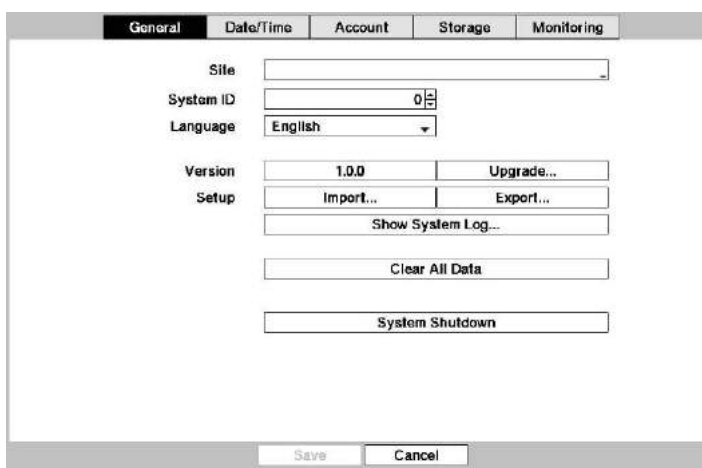 General Date/Time Account Storage Monitoring
Site
System ID 0
Language English
Version 1.0.0 Upgrade...
Setup Import... Export...
Show System Log...
Clear All Data
System Shutdown
Save Cancel